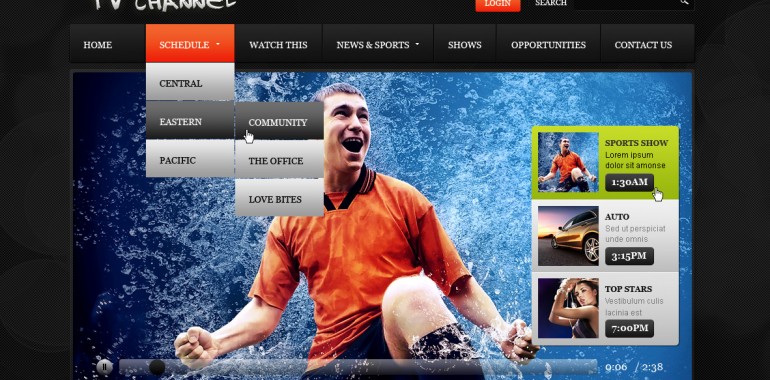 TV CHANNEL
LOGIN
SEARCH
HOME
SCHEDULE
WATCH THIS
NEWS & SPORTS
SHOWS
OPPORTUNITIES
CONTACT US
CENTRAL
EASTERN
PACIFIC
COMMUNITY
THE OFFICE
LOVE BITES
SPORTS SHOW
Lorem ipsum
dolor sit amonse
1:30AM
AUTO
Sed ut perspiciat
unde omnis
3:15PM
TOP STARS
Vestibulum culis
lacinia est
7:00PM
9:06 / 2:38